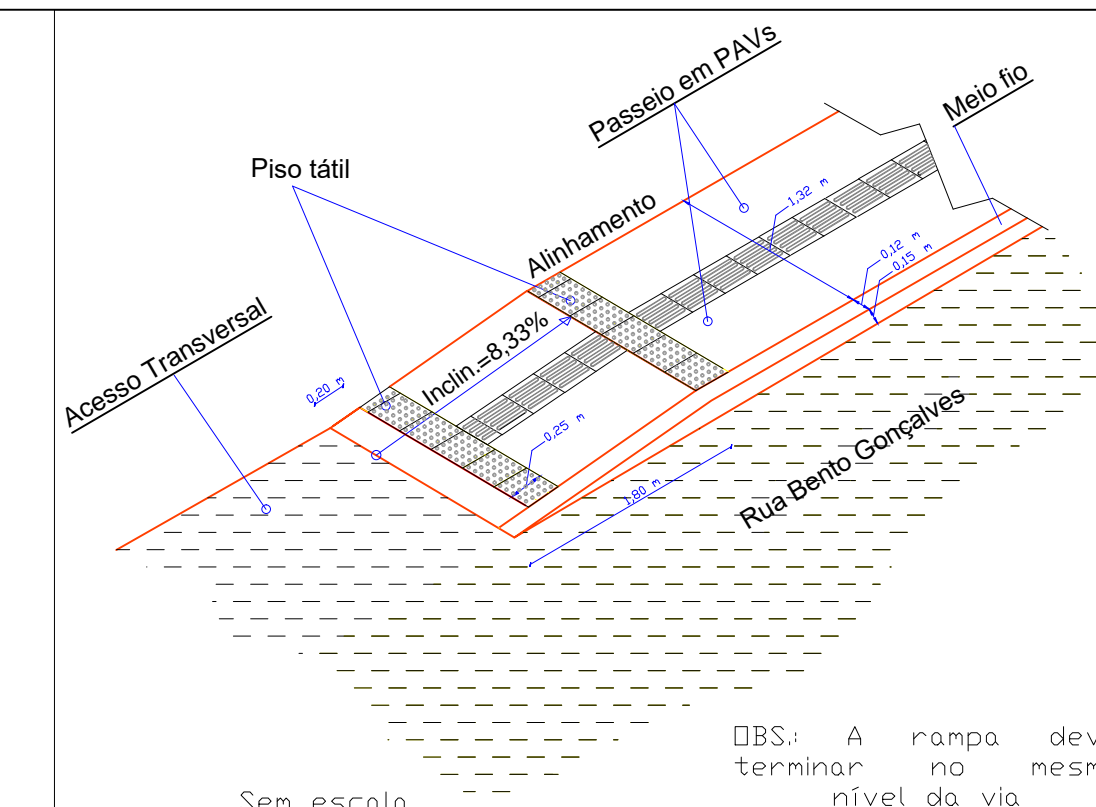 Passeio em PAVs
Meio fio
Piso tátil
1,32 m
Alinhamento
0,12 m
0,15 m
Acesso Transversal
Inclin.=8,33%
0,20 m
0,25 m
1,80 m
Rua Bento Gonçalves
OBS.: A rampa dev
terminar no mesm
nível da via
Sem escala